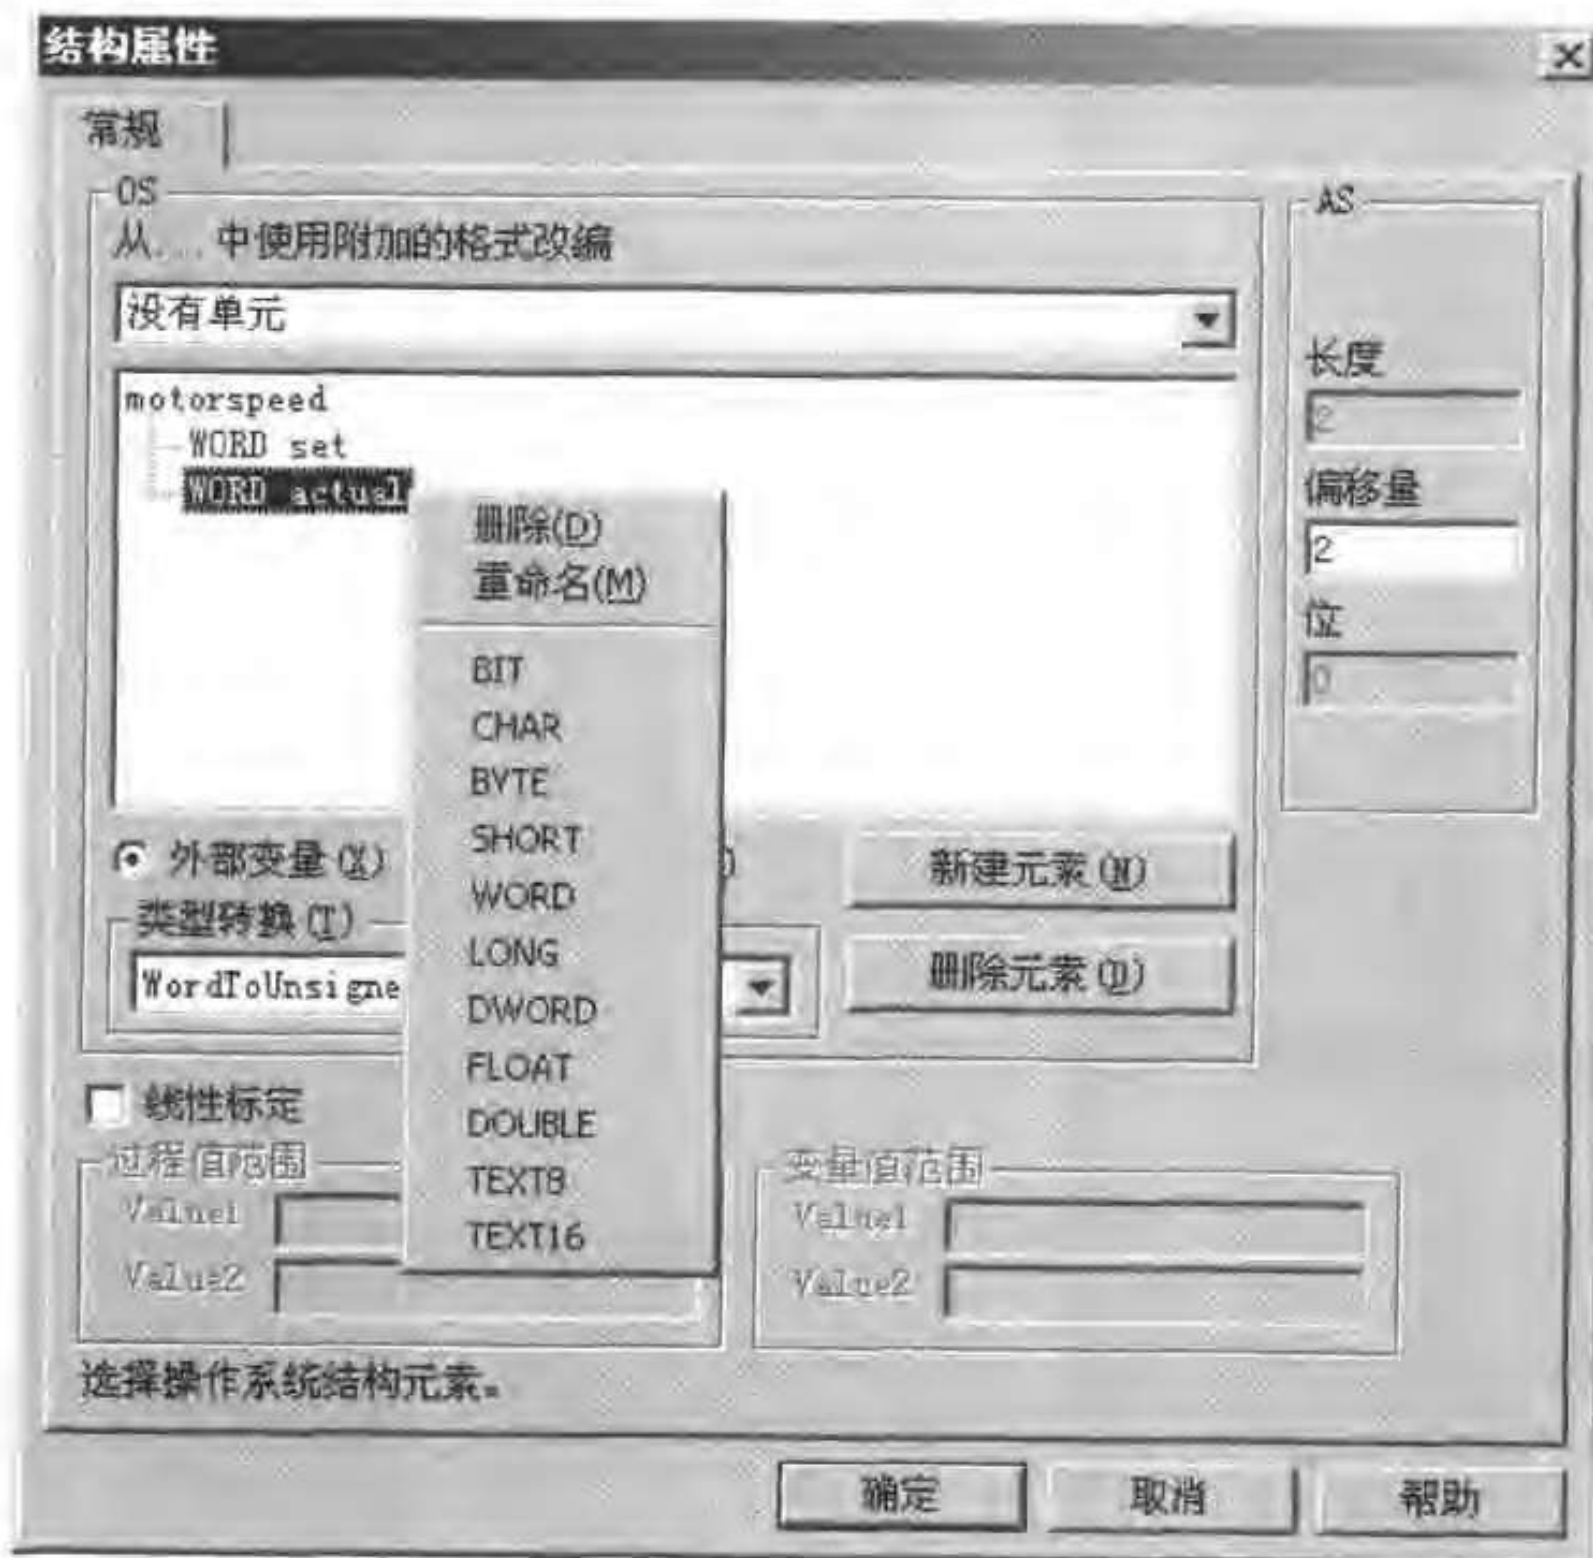 结构属性
常规
OS
从... 中使用附加的格式改编
没有单元
motorspeed
WORD set
WORD actual
删除(D)
重命名(M)
BIT
CHAR
BYTE
SHORT
WORD
LONG
DWORD
FLOAT
DOUBLE
TEXT8
TEXT16
外部变量(X)
新建元素(N)
类型转换(T)
WordToUnsigne
删除元素(D)
线性标定
过程值范围
Value1
Value2
变量值范围
Value1
Value2
选择操作系统结构元素。
AS
长度
2
偏移量
2
位
0
确定
取消
帮助